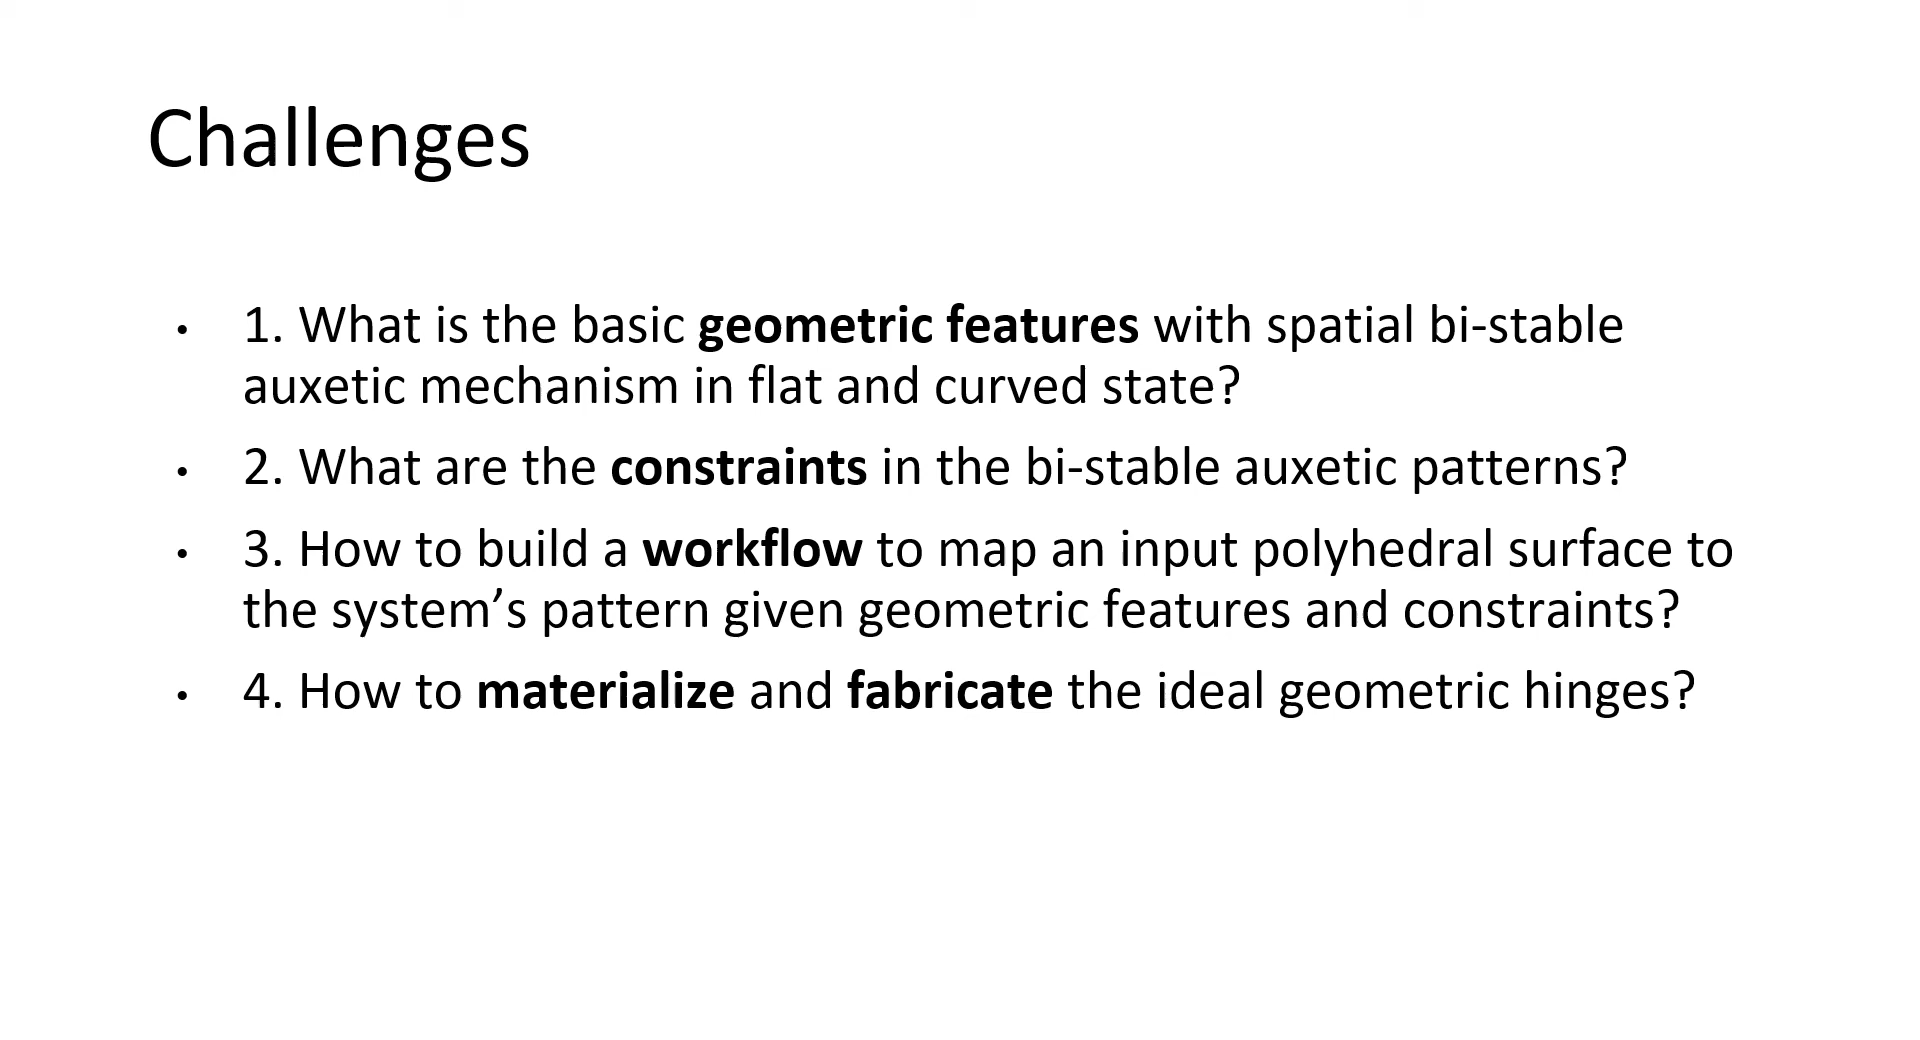 Challenges
• 1. What is the basic geometric features with spatial bi-stable
auxetic mechanism in flat and curved state?
• 2. What are the constraints in the bi-stable auxetic patterns?
• 3. How to build a workflow to map an input polyhedral surface to
the system’s pattern given geometric features and constraints?
• 4. How to materialize and fabricate the ideal geometric hinges?